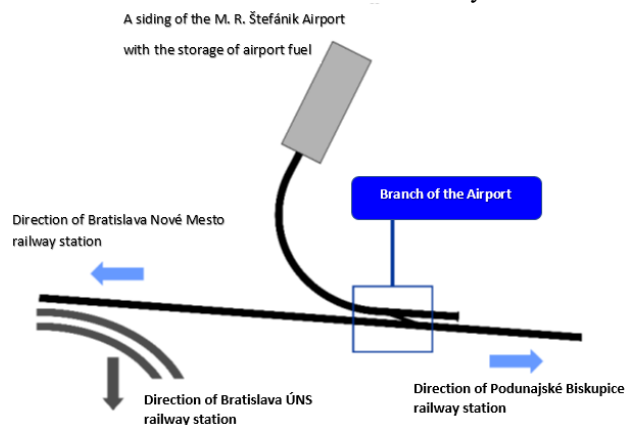 A siding of the M. R. Štefánik Airport
with the storage of airport fuel
Branch of the Airport
Direction of Bratislava Nové Mesto
railway station
Direction of Bratislava ÚNS
railway station
Direction of Podunajské Biskupice
railway station